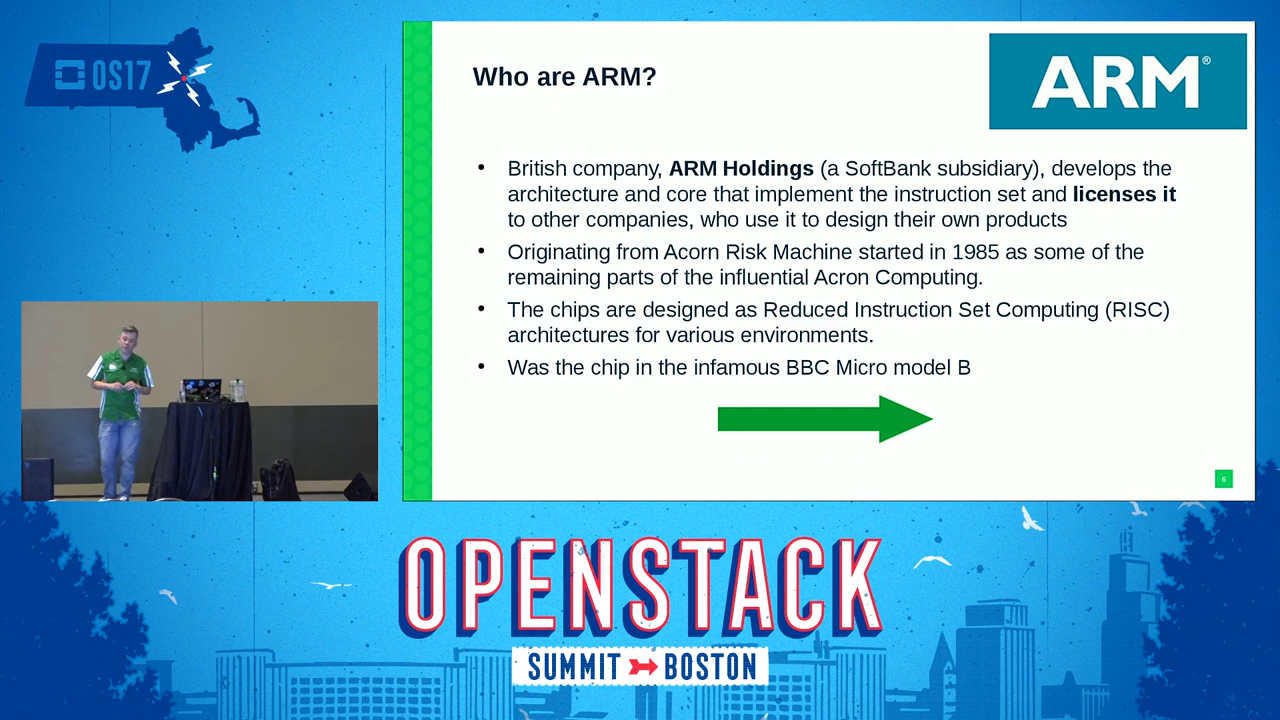 OS17
Who are ARM?
ARM®
• British company, ARM Holdings (a SoftBank subsidiary), develops the
architecture and core that implement the instruction set and licenses it
to other companies, who use it to design their own products
• Originating from Acorn Risk Machine started in 1985 as some of the
remaining parts of the influential Acron Computing.
• The chips are designed as Reduced Instruction Set Computing (RISC)
architectures for various environments.
• Was the chip in the infamous BBC Micro model B
6
OPENSTACK
SUMMIT BOSTON